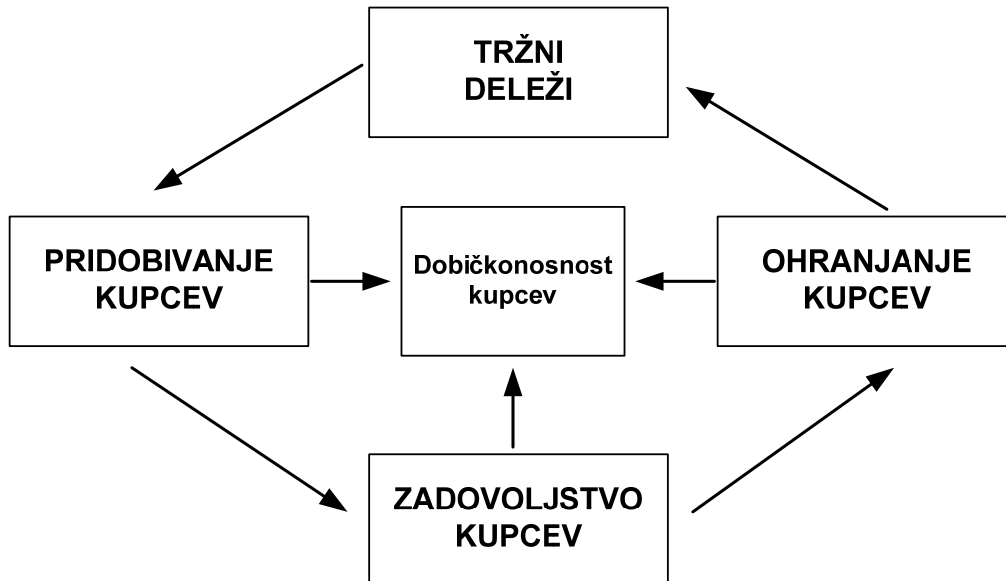 TRŽNI
DELEŽI
PRIDOBIVANJE
KUPCEV
Dobičkonosnost
kupcev
OHRANJANJE
KUPCEV
ZADOVOLJSTVO
KUPCEV